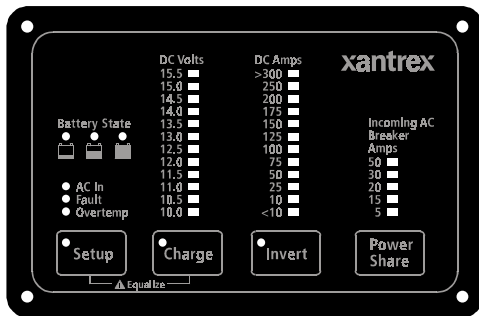 xantrex
DC Volts
15.5
15.0
14.5
14.0
13.5
13.0
12.5
12.0
11.5
11.0
10.5
10.0
DC Amps
>300
250
200
175
150
125
100
75
50
25
10
<10
Incoming AC
Breaker
Amps
50
30
20
15
5
Battery State
AC In
Fault
Overtemp
Setup
Charge
Invert
Power
Share
Equalize